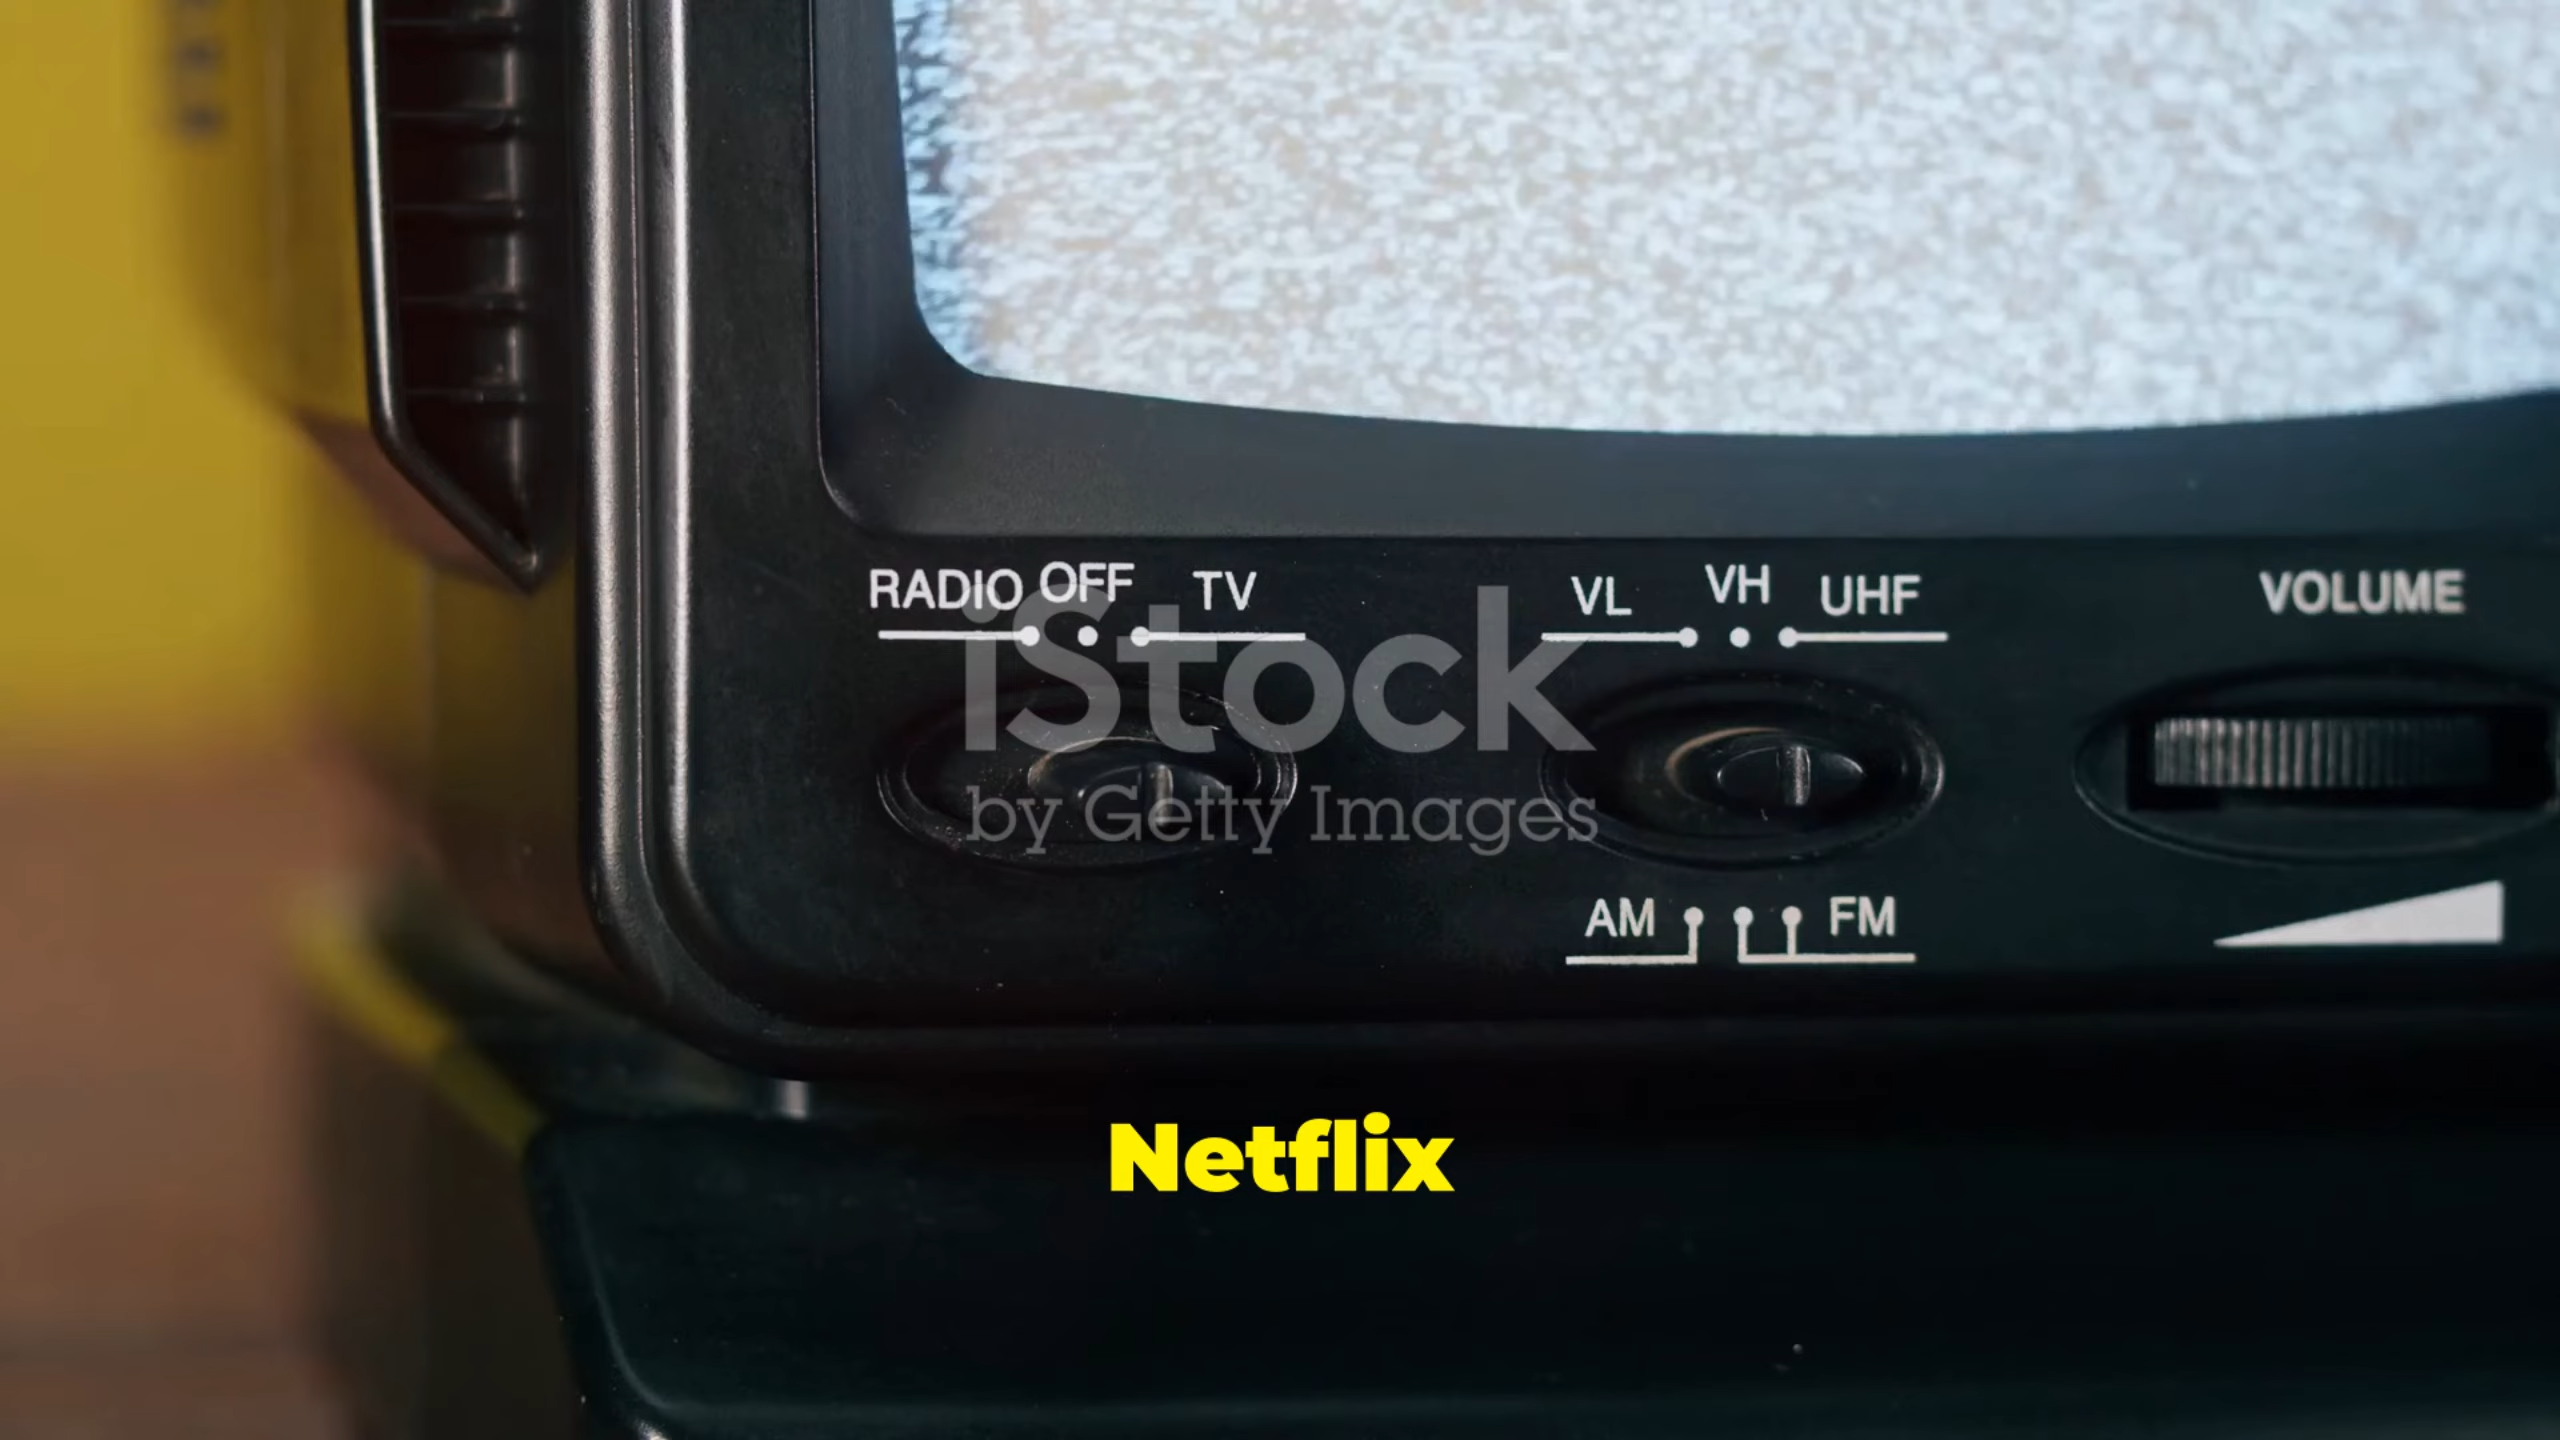 RADIO OFF TV
VL VH UHF
VOLUME
iStock
by Getty Images
AM FM
Netflix